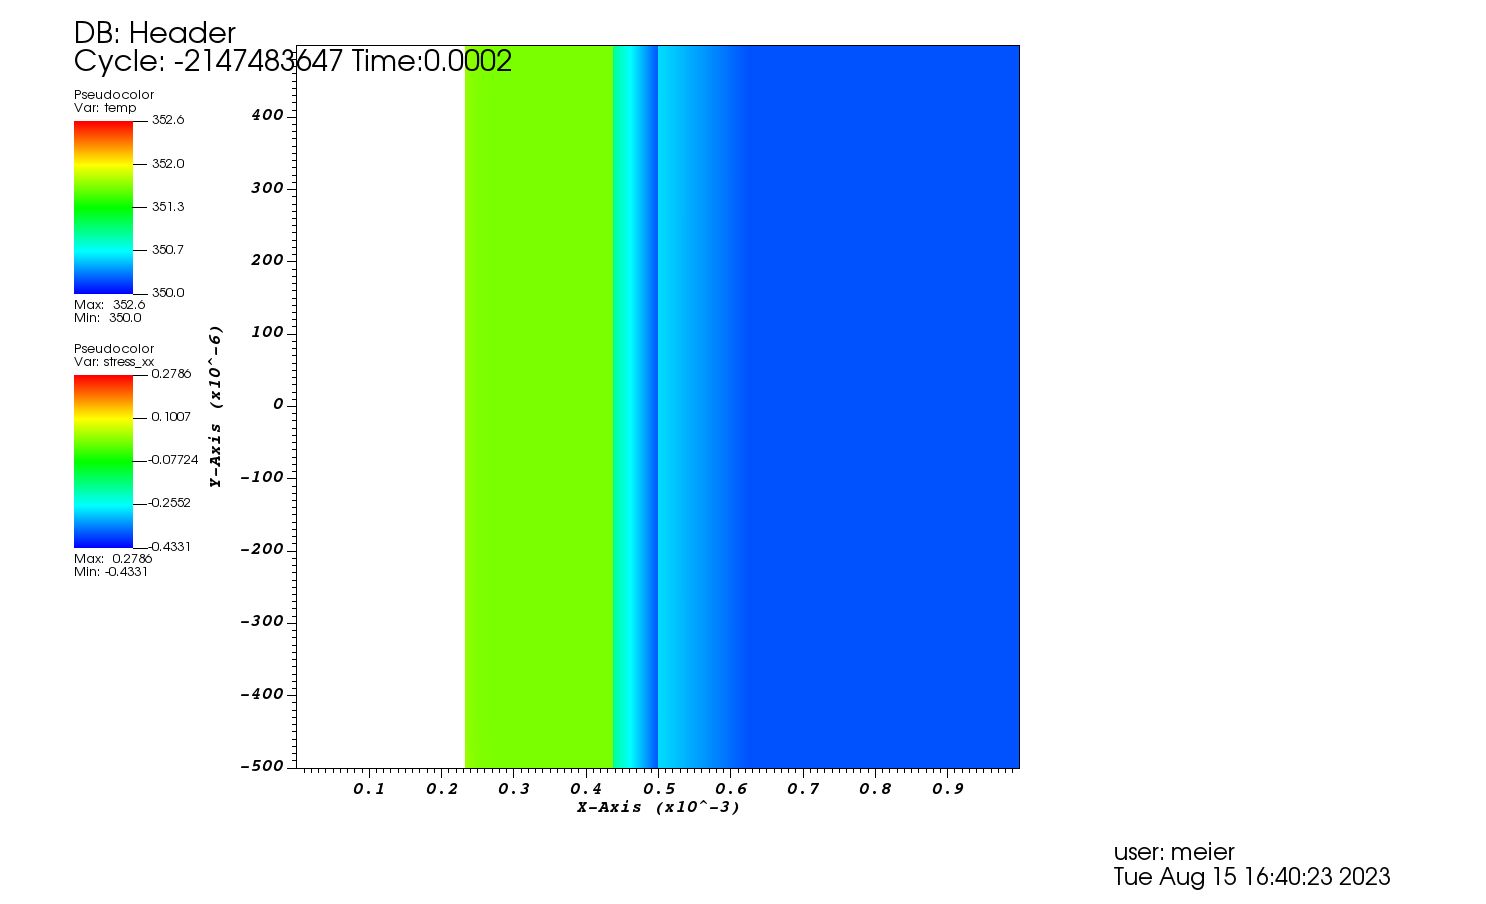 DB: Header
Cycle: -2147483647 Time:0.0002
Pseudocolor
Var: temp
352.6
352.0
351.3
350.7
350.0
Max: 352.6
Min: 350.0
Pseudocolor
Var: stress_xx
0.2786
0.1007
-0.07724
-0.2552
-0.4331
Max: 0.2786
Min: -0.4331
Y-Axis (x10^-6)
400
300
200
100
0
-100
-200
-300
-400
-500
0.1 0.2 0.3 0.4 0.5 0.6 0.7 0.8 0.9
X-Axis (x10^-3)
user: meier
Tue Aug 15 16:40:23 2023